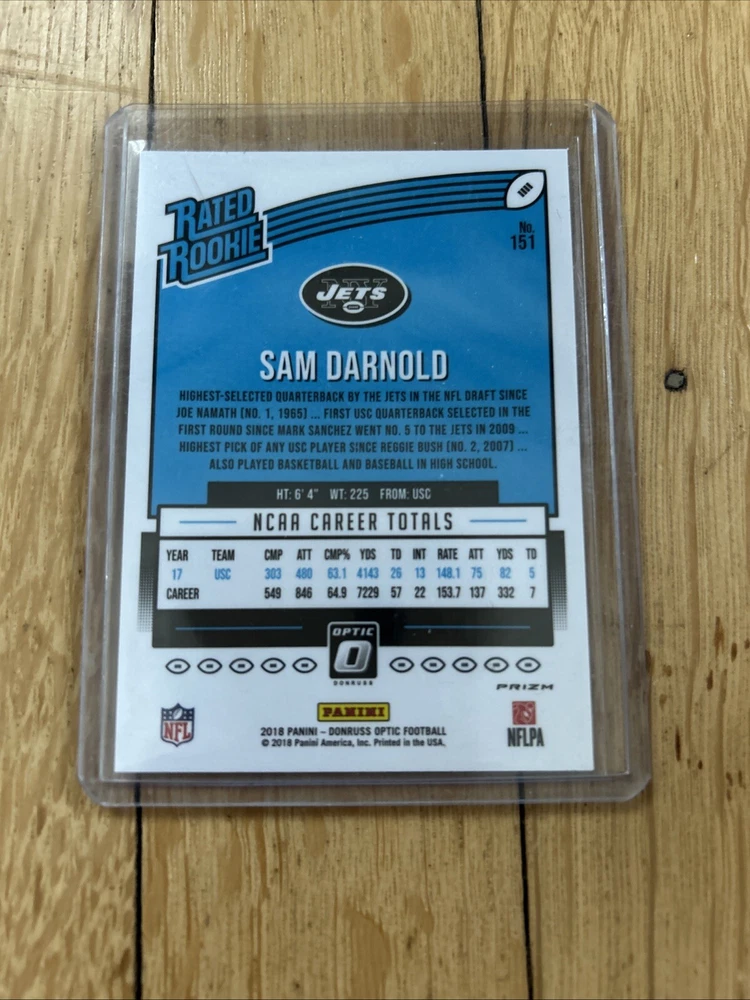 RATED
ROOKIE
No.
151
NY
JETS
SAM DARNOLD
HIGHEST-SELECTED QUARTERBACK BY THE JETS IN THE NFL DRAFT SINCE
JOE NAMATH (NO. 1, 1965) ... FIRST USC QUARTERBACK SELECTED IN THE
FIRST ROUND SINCE MARK SANCHEZ WENT NO. 5 TO THE JETS IN 2009 ...
HIGHEST PICK OF ANY USC PLAYER SINCE REGGIE BUSH (NO. 2, 2007) ...
ALSO PLAYED BASKETBALL AND BASEBALL IN HIGH SCHOOL.
HT: 6' 4" WT: 225 FROM: USC
NCAA CAREER TOTALS
YEAR TEAM CMP ATT CMP% YDS TD INT RATE ATT YDS TD
17 USC 303 480 63.1 4143 26 13 148.1 75 82 5
CAREER 549 846 64.9 7229 57 22 153.7 137 332 7
OPTIC
O
DONRUSS
PRIZM
PANINI
NFL
2018 PANINI – DONRUSS OPTIC FOOTBALL
© 2018 Panini America, Inc. Printed in the USA.
NFLPA